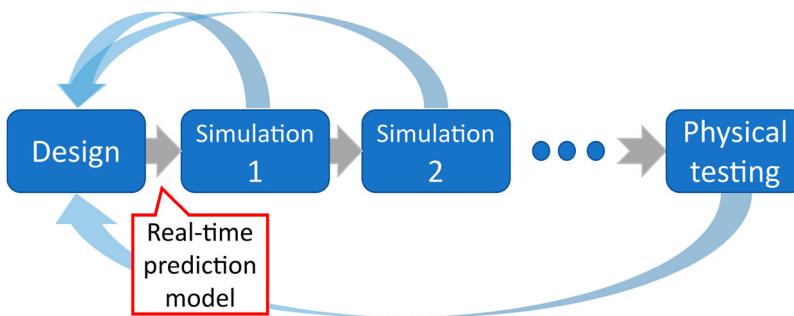 Design
Simulation
1
Simulation
2
Physical
testing
Real-time
prediction
model